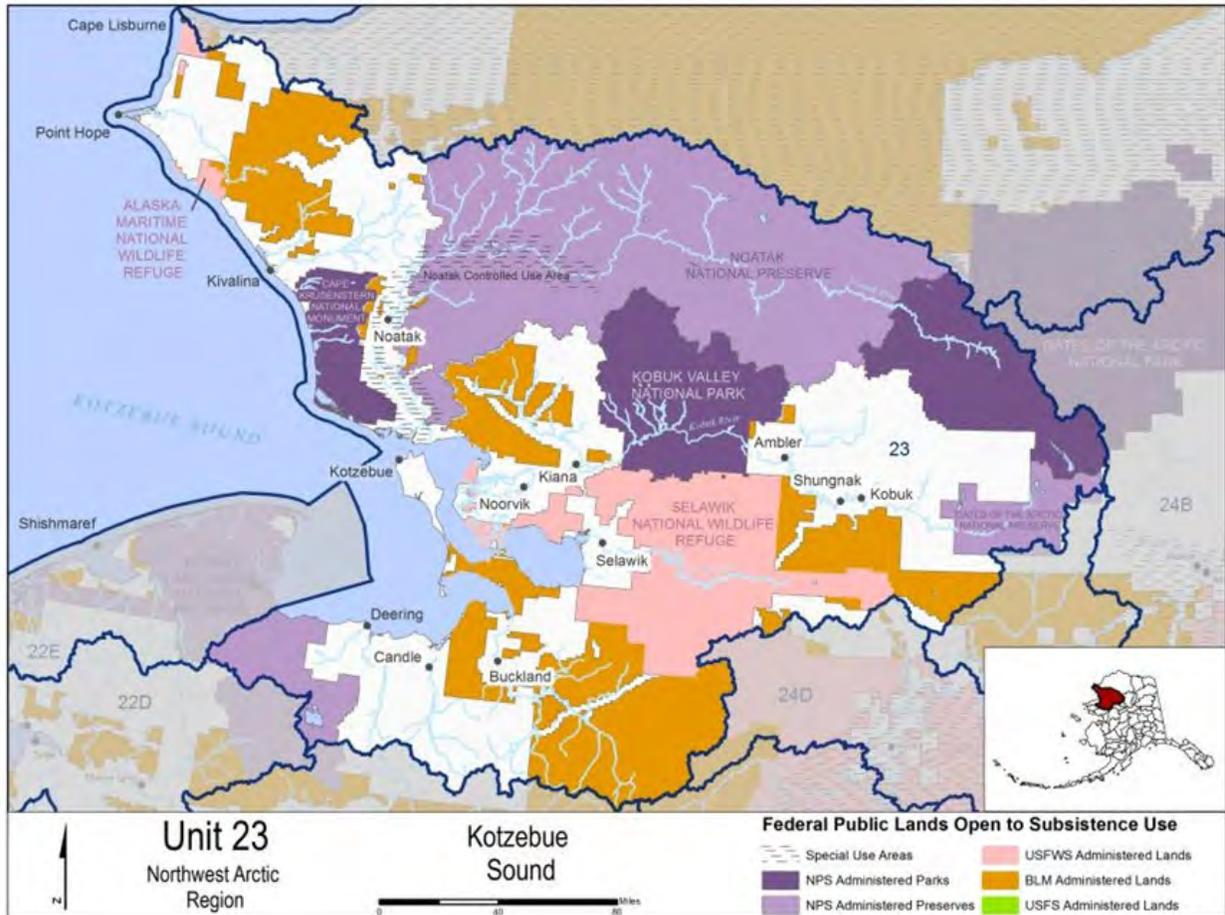 Cape Lisburne
Point Hope
ALASKA
MARITIME
NATIONAL
WILDLIFE
REFUGE
Kivalina
NOATAK
NATIONAL PRESERVE
Noatak Controlled Use Area
CAPE
KRUSENSTERN
NATIONAL
MONUMENT
Noatak
GATES OF THE ARCTIC
NATIONAL PARK
KOBUK VALLEY
NATIONAL PARK
Kobuk River
KOTZEBUE SOUND
Ambler
23
Kotzebue
Kiana
Shungnak
Kobuk
Noorvik
24B
Shishmaref
SELAWIK
NATIONAL WILDLIFE
REFUGE
GATES OF THE ARCTIC
NATIONAL PRESERVE
Selawik
Deering
22E
Candle
Buckland
22D
24D
Unit 23
Northwest Arctic
Region
Kotzebue
Sound
N
Miles
0 40 80
Federal Public Lands Open to Subsistence Use
Special Use Areas
NPS Administered Parks
NPS Administered Preserves
USFWS Administered Lands
BLM Administered Lands
USFS Administered Lands